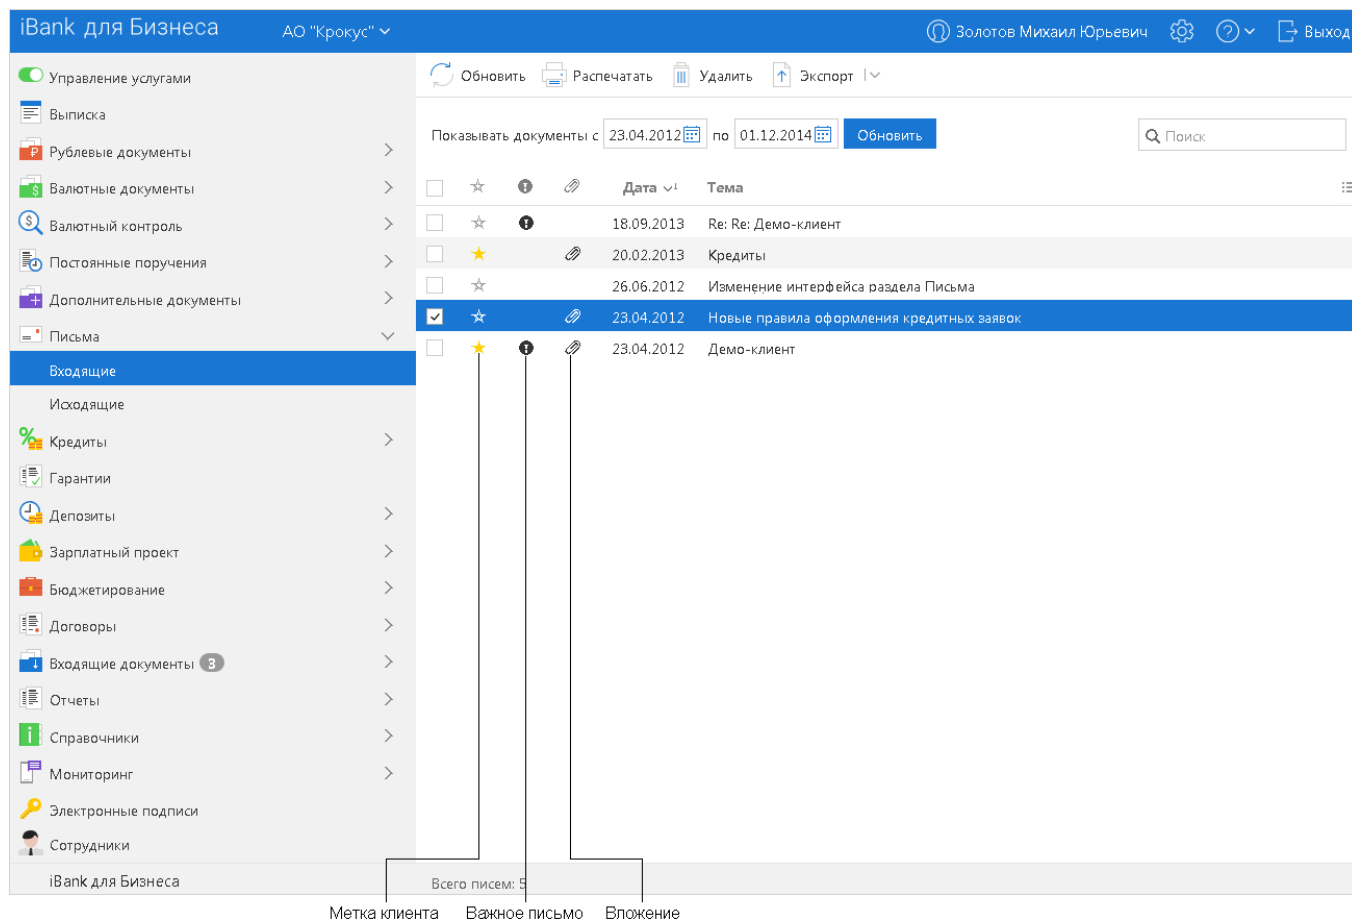 iBank для Бизнеса АО "Крокус" Золотов Михаил Юрьевич Выход
Управление услугами
Выписка
Рублевые документы
Валютные документы
Валютный контроль
Постоянные поручения
Дополнительные документы
Письма
Входящие
Исходящие
Кредиты
Гарантии
Депозиты
Зарплатный проект
Бюджетирование
Договоры
Входящие документы 3
Отчеты
Справочники
Мониторинг
Электронные подписи
Сотрудники
iBank для Бизнеса
Обновить Распечатать Удалить Экспорт
Показывать документы с 23.04.2012 по 01.12.2014 Обновить Поиск
Дата Тема
18.09.2013 Re: Re: Демо-клиент
20.02.2013 Кредиты
26.06.2012 Изменение интерфейса раздела Письма
23.04.2012 Новые правила оформления кредитных заявок
23.04.2012 Демо-клиент
Всего писем: 5
Метка клиента Важное письмо Вложение